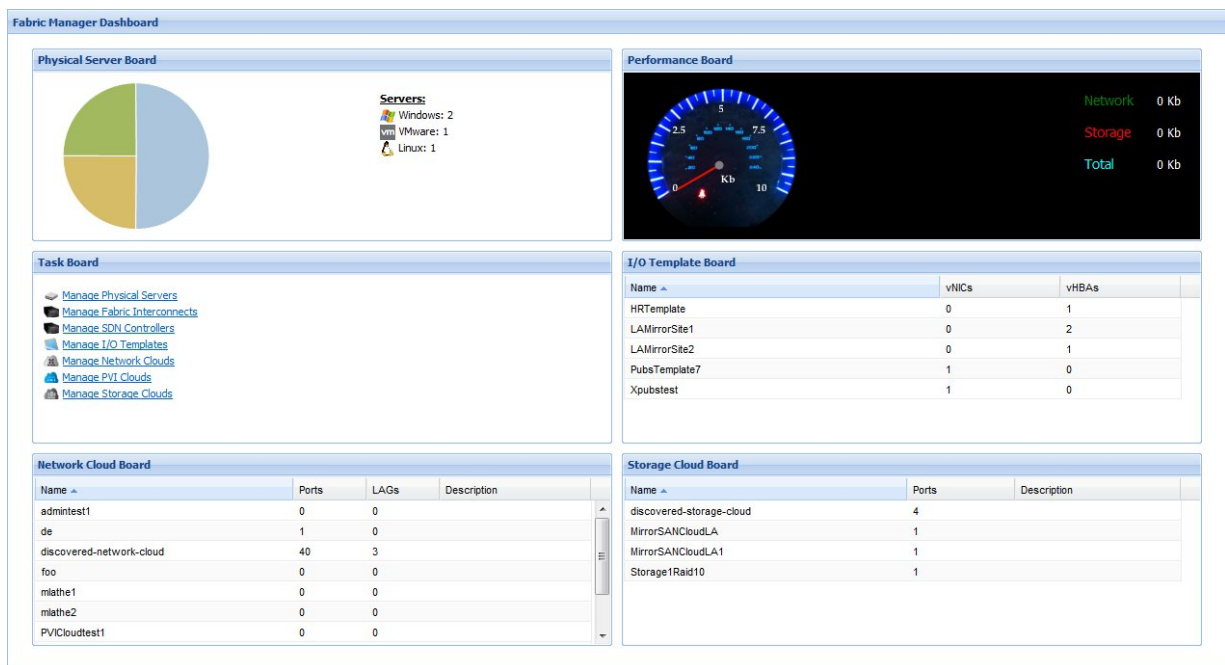 Fabric Manager Dashboard
Physical Server Board
Servers:
Windows: 2
vm VMware: 1
Linux: 1
Performance Board
5
2.5 7.5
Kb
0 10
Network 0 Kb
Storage 0 Kb
Total 0 Kb
Task Board
Manage Physical Servers
Manage Fabric Interconnects
Manage SDN Controllers
Manage I/O Templates
Manage Network Clouds
Manage PVI Clouds
Manage Storage Clouds
I/O Template Board
Name vNICs vHBAs
HRTemplate 0 1
LAMirrorSite1 0 2
LAMirrorSite2 0 1
PubsTemplate7 1 0
Xpubstest 1 0
Network Cloud Board
Name Ports LAGs Description
admintest1 0 0
de 1 0
discovered-network-cloud 40 3
foo 0 0
mlathe1 0 0
mlathe2 0 0
PVICloudtest1 0 0
Storage Cloud Board
Name Ports Description
discovered-storage-cloud 4
MirrorSANCloudLA 1
MirrorSANCloudLA1 1
Storage1Raid10 1